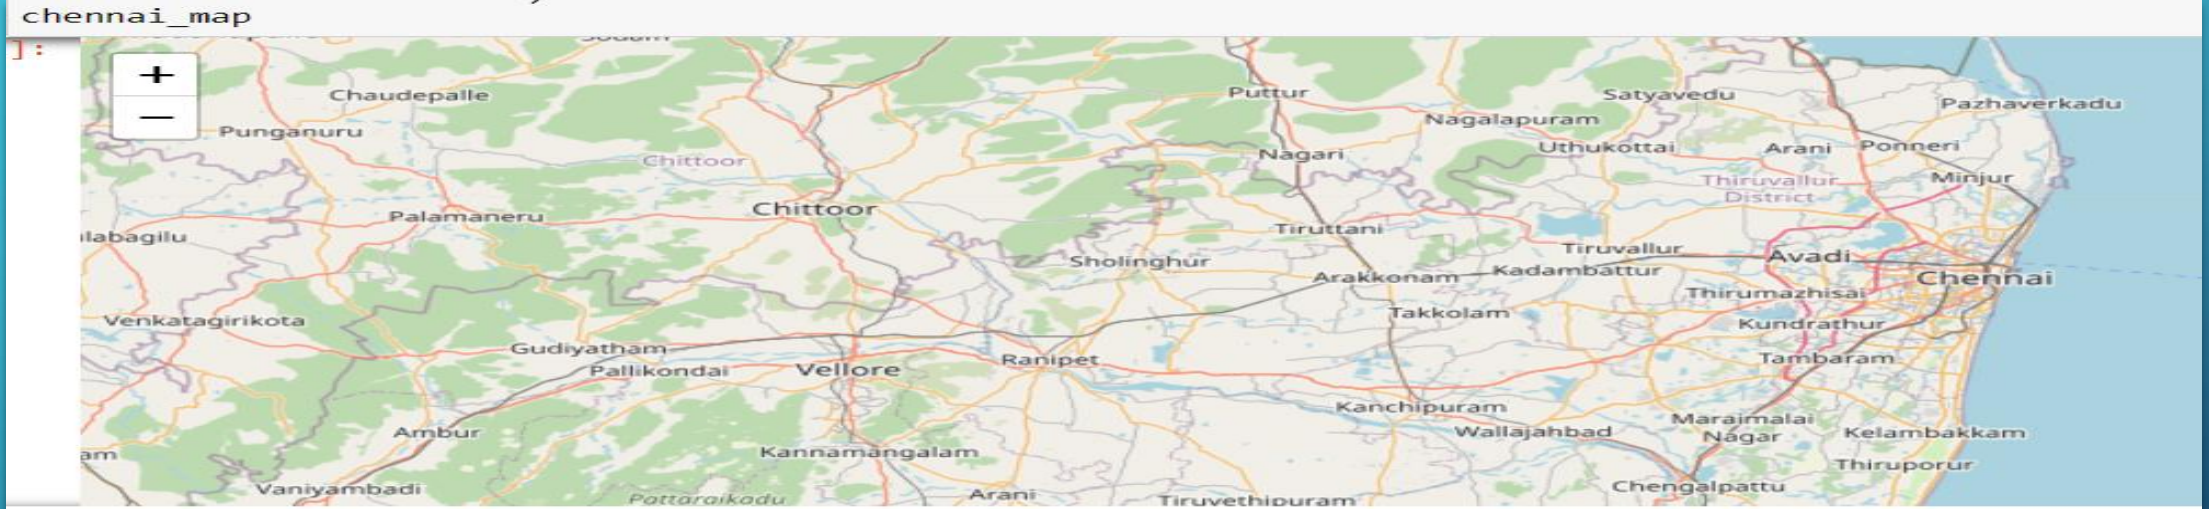 chennai_map
]:
+
Chaudepalle
Puttur
Satyavedu
Pazhaverkadu
−
Punganuru
Nagalapuram
Chittoor
Nagari
Uthukottai
Arani
Ponneri
Thiruvallur
District
Minjur
Palamaneru
Chittoor
Tiruttani
labagilu
Sholinghur
Tiruvallur
Avadi
Arakkonam
Kadambattur
Chennai
Thirumazhisai
Venkatagirikota
Takkolam
Kundrathur
Gudiyatham
Pallikondai
Vellore
Ranipet
Tambaram
Kanchipuram
Ambur
Wallajahbad
Maraimalai
Nagar
Kelambakkam
am
Kannamangalam
Thiruporur
Vaniyambadi
Pattaraikadu
Arani
Tiruvethipuram
Chengalpattu